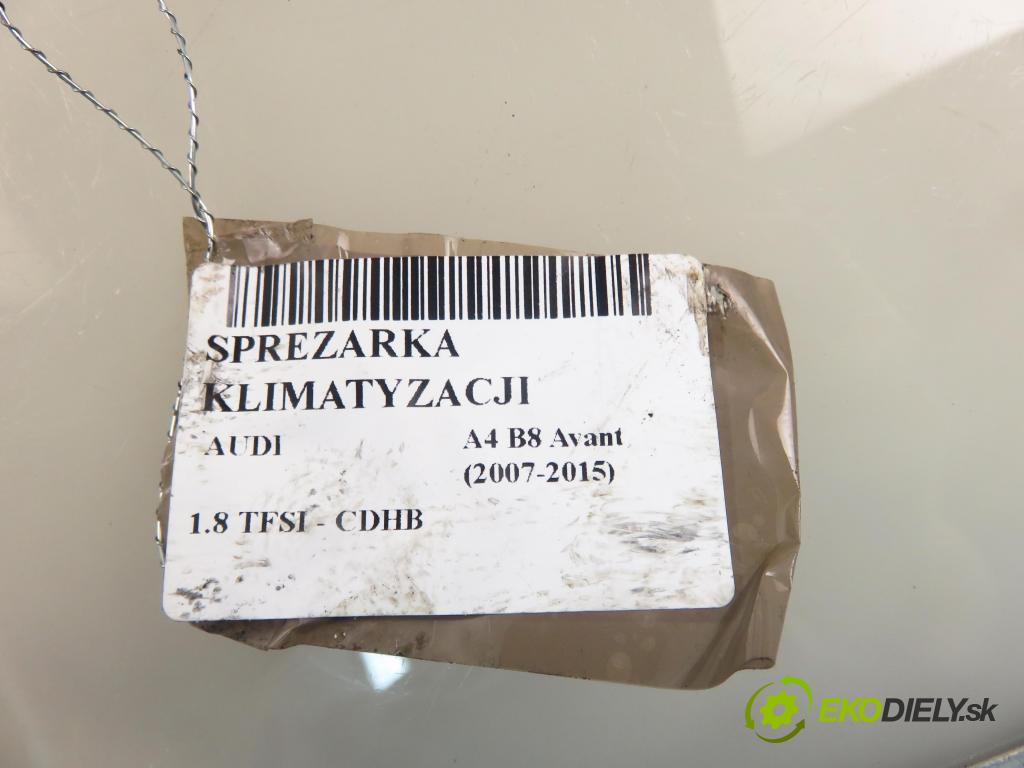 SPREZARKA
KLIMATYZACJI
AUDI A4 B8 Avant
(2007-2015)
1.8 TFSI - CDHB
EKODIELY.sk